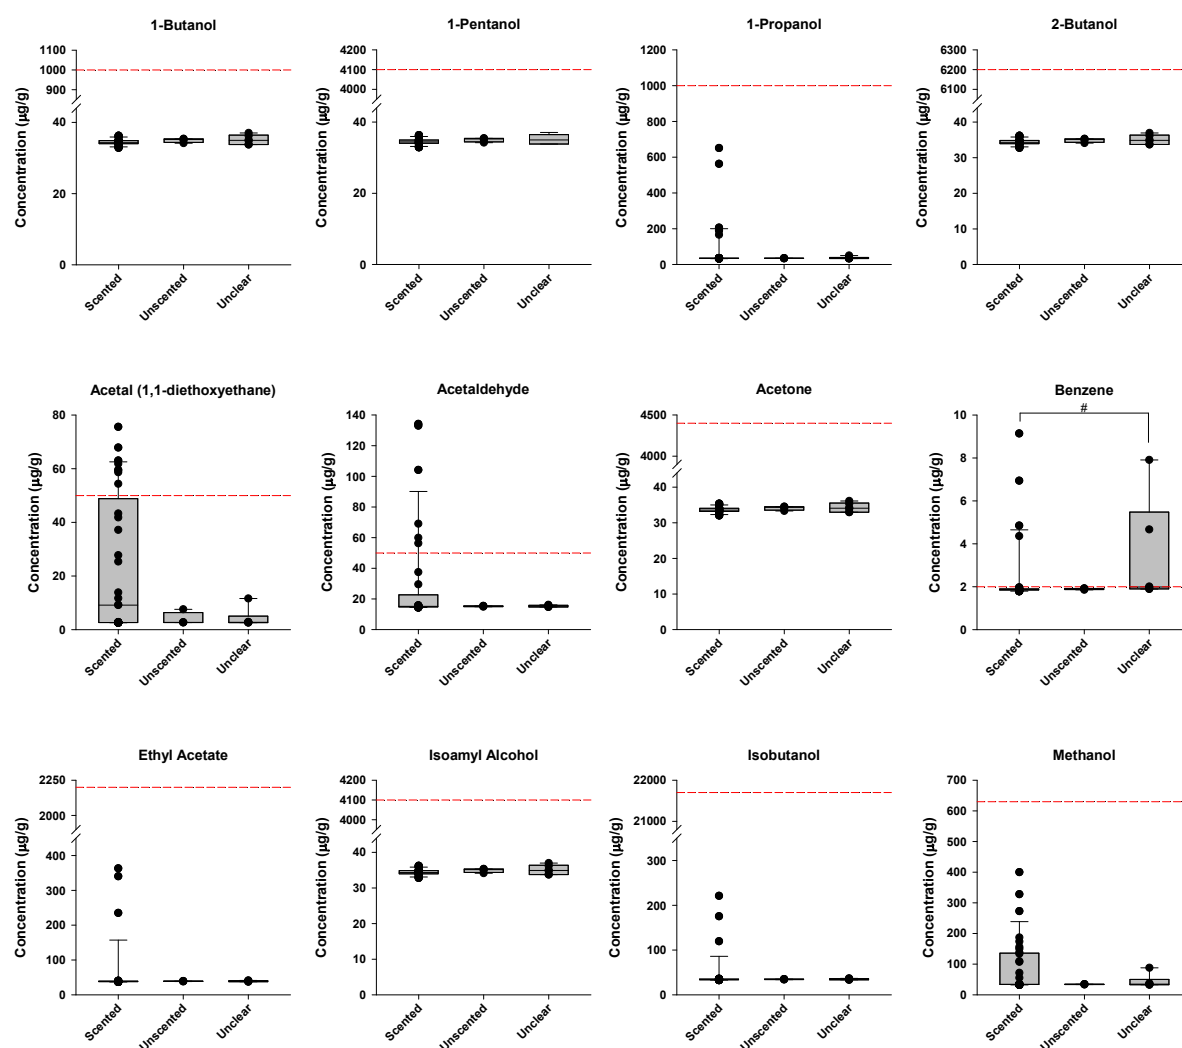 1-Butanol
1-Pentanol
1-Propanol
2-Butanol
Concentration (µg/g)
1100
1000
900
40
20
0
Scented
Unscented
Unclear
Concentration (µg/g)
4200
4100
4000
40
20
0
Scented
Unscented
Unclear
Concentration (µg/g)
1200
1000
800
600
400
200
0
Scented
Unscented
Unclear
Concentration (µg/g)
6300
6200
6100
40
30
20
10
0
Scented
Unscented
Unclear
Acetal (1,1-diethoxyethane)
Acetaldehyde
Acetone
Benzene
Concentration (µg/g)
80
60
40
20
0
Scented
Unscented
Unclear
Concentration (µg/g)
140
120
100
80
60
40
20
0
Scented
Unscented
Unclear
Concentration (µg/g)
4500
4000
40
30
20
10
0
Scented
Unscented
Unclear
Concentration (µg/g)
10
8
6
4
2
0
#
Scented
Unscented
Unclear
Ethyl Acetate
Isoamyl Alcohol
Isobutanol
Methanol
Concentration (µg/g)
2250
2000
400
300
200
100
0
Scented
Unscented
Unclear
Concentration (µg/g)
4200
4100
4000
40
30
20
10
0
Scented
Unscented
Unclear
Concentration (µg/g)
22000
21000
300
200
100
0
Scented
Unscented
Unclear
Concentration (µg/g)
700
600
500
400
300
200
100
0
Scented
Unscented
Unclear